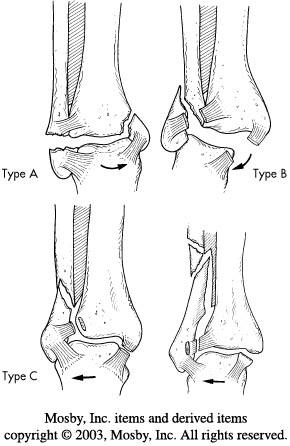 Type A
Type B
Type C
Mosby, Inc. items and derived items
copyright © 2003, Mosby, Inc. All rights reserved.